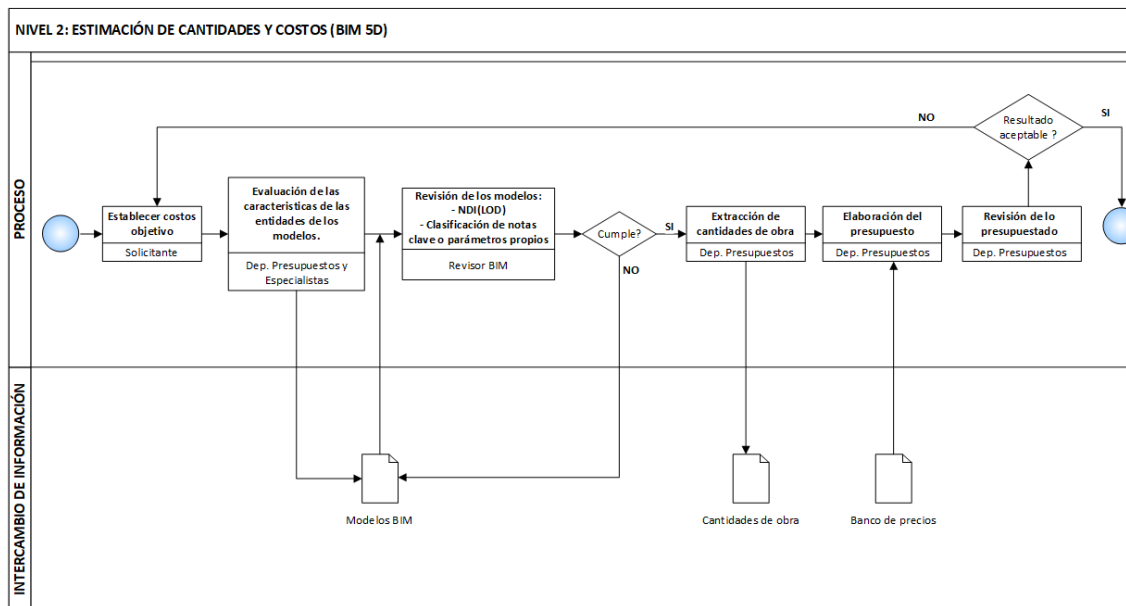 NIVEL 2: ESTIMACIÓN DE CANTIDADES Y COSTOS (BIM 5D)
PROCESO
Establecer costos
objetivo
Solicitante
Evaluación de las
caracteristicas de las
entidades de los
modelos.
Dep. Presupuestos y
Especialistas
Revisión de los modelos:
- NDI(LOD)
- Clasificación de notas
clave o parámetros propios
Revisor BIM
Cumple?
SI
NO
Extracción de
cantidades de obra
Dep. Presupuestos
Elaboración del
presupuesto
Dep. Presupuestos
Revisión de lo
presupuestado
Dep. Presupuestos
Resultado
aceptable ?
NO
SI
INTERCAMBIO DE INFORMACIÓN
Modelos BIM
Cantidades de obra
Banco de precios